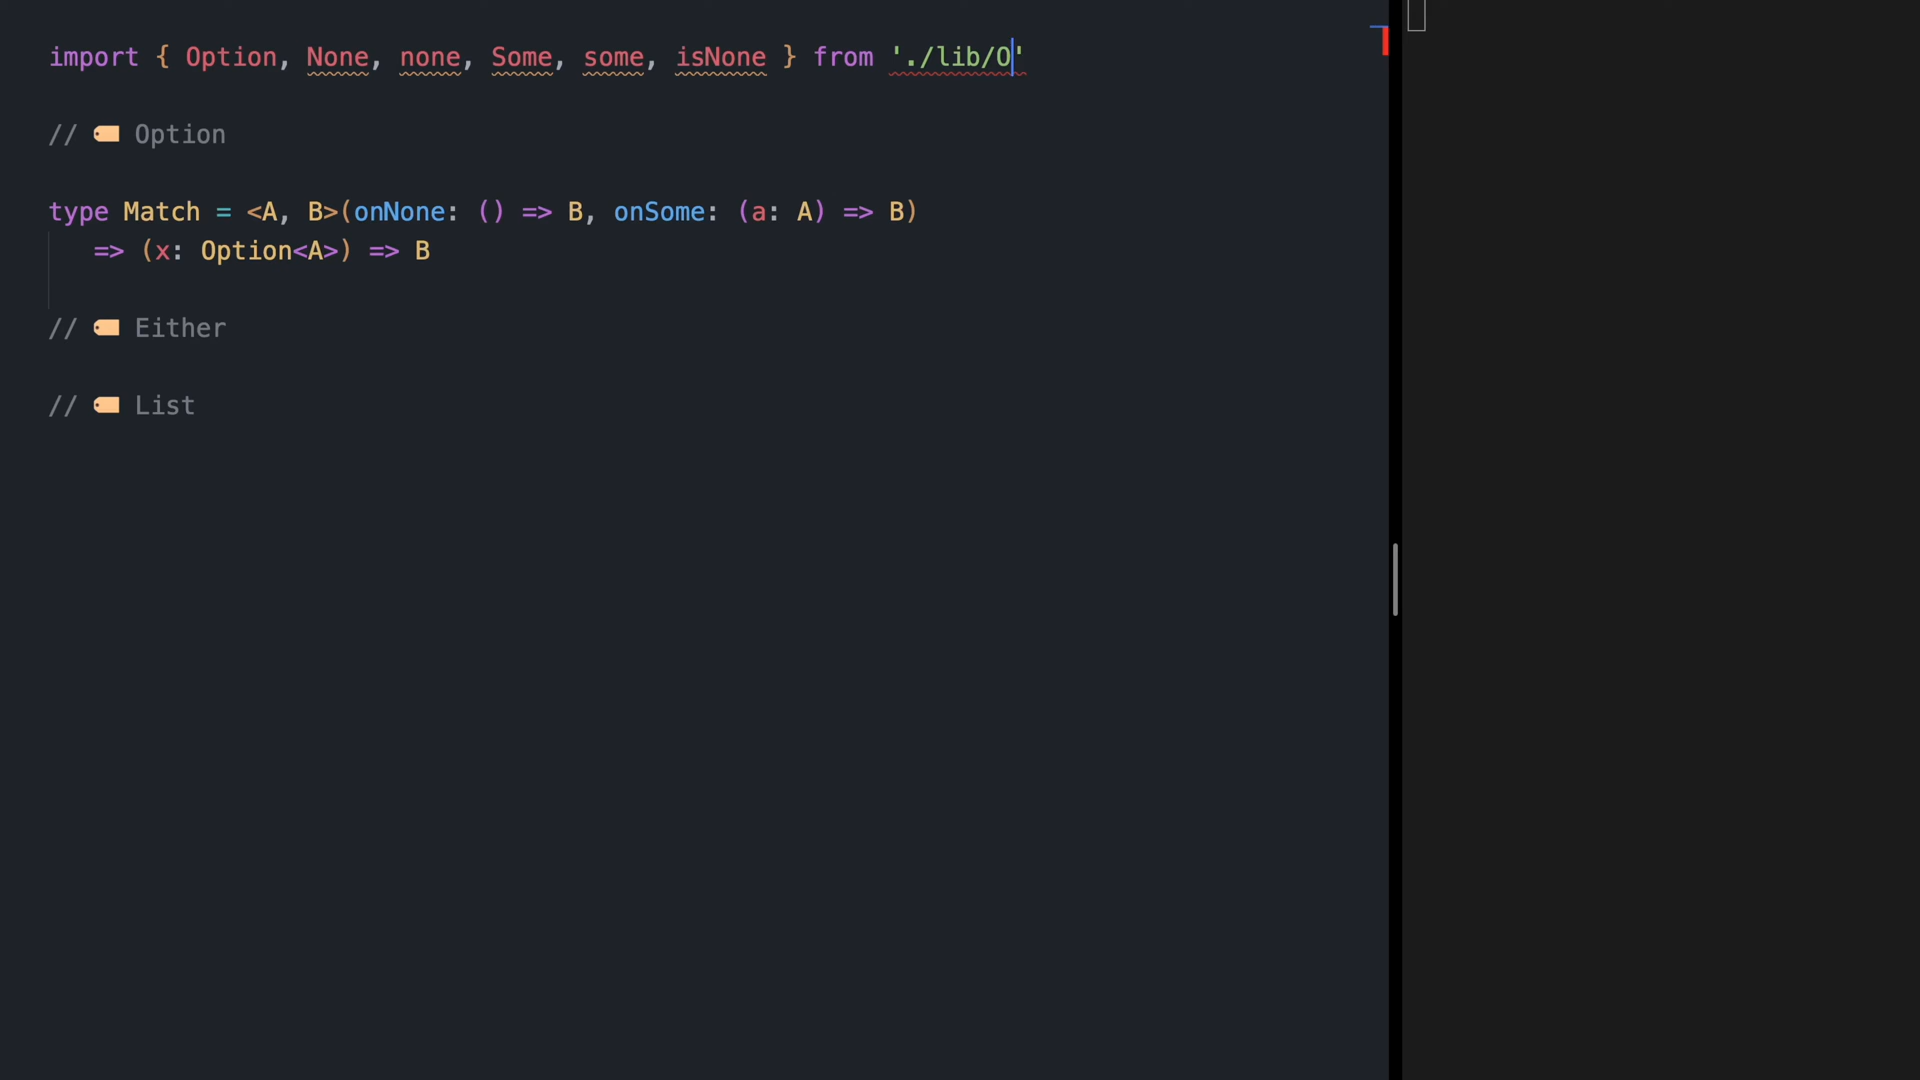 import { Option, None, none, Some, some, isNone } from './lib/O'
// 🏷️ Option
type Match = <A, B>(onNone: () => B, onSome: (a: A) => B)
=> (x: Option<A>) => B
// 🏷️ Either
// 🏷️ List